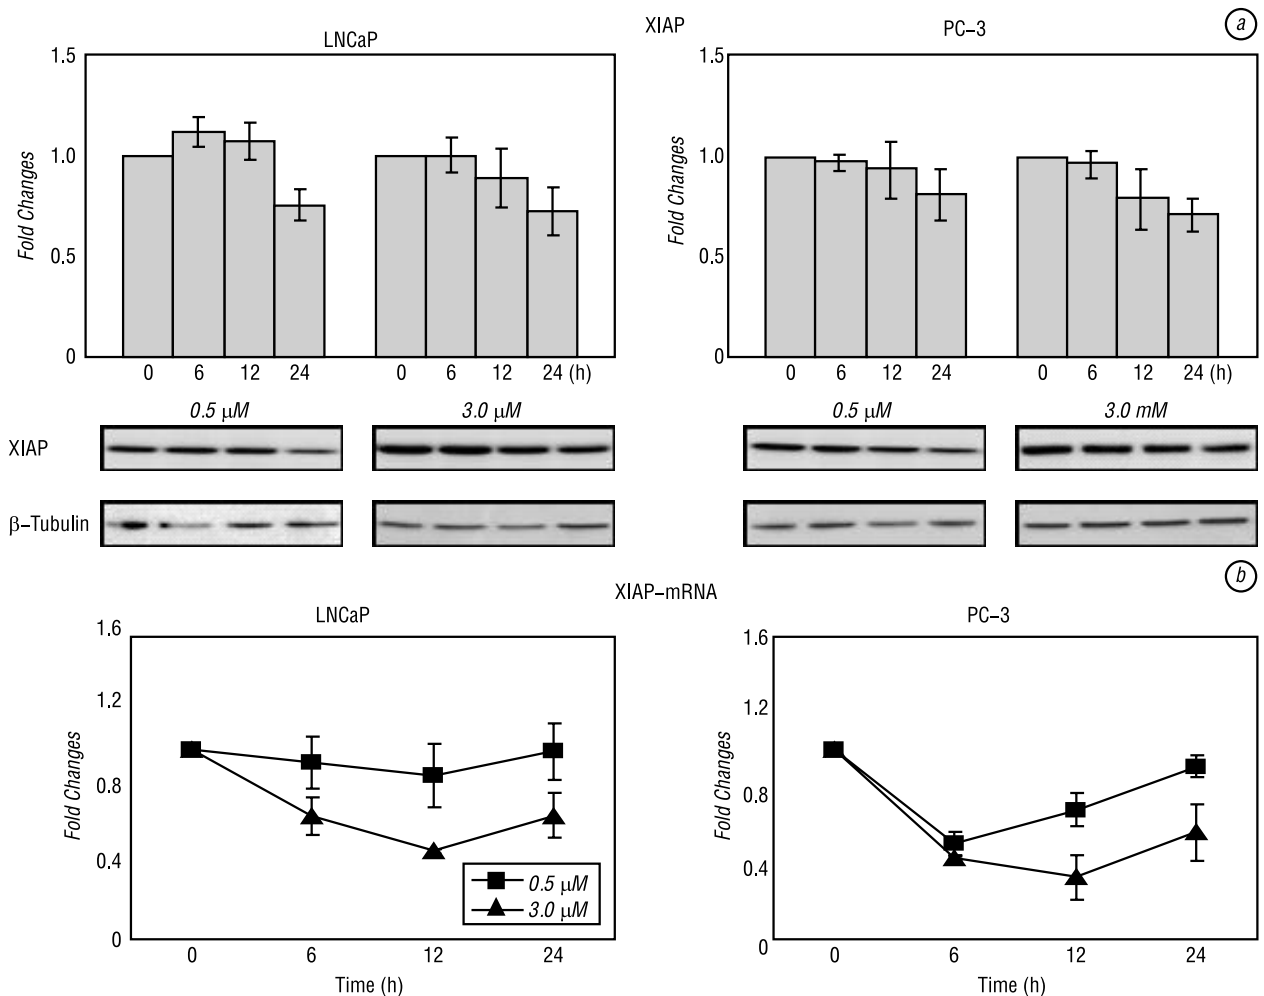 XIAP
a
LNCaP
PC–3
1.5
1.0
0.5
0
Fold Changes
0 6 12 24 0 6 12 24 (h)
0.5 μM 3.0 μM
1.5
1.0
0.5
0
Fold Changes
0 6 12 24 0 6 12 24 (h)
0.5 μM 3.0 mM
XIAP
β–Tubulin
b
XIAP–mRNA
LNCaP
PC–3
1.6
1.2
0.8
0.4
0
Fold Changes
0.5 μM
3.0 μM
0 6 12 24
Time (h)
1.6
1.2
0.8
0.4
0
Fold Changes
0 6 12 24
Time (h)